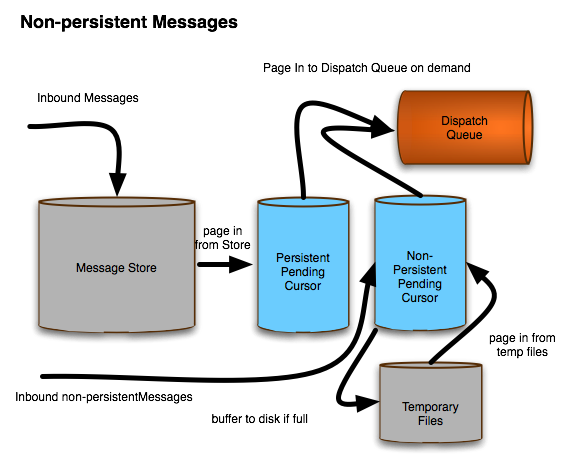 Non-persistent Messages
Page In to Dispatch Queue on demand
Inbound Messages
Dispatch
Queue
page in
from Store
Message Store
Persistent
Pending
Cursor
Non-
Persistent
Pending
Cursor
page in from
temp files
Inbound non-persistentMessages
buffer to disk if full
Temporary
Files